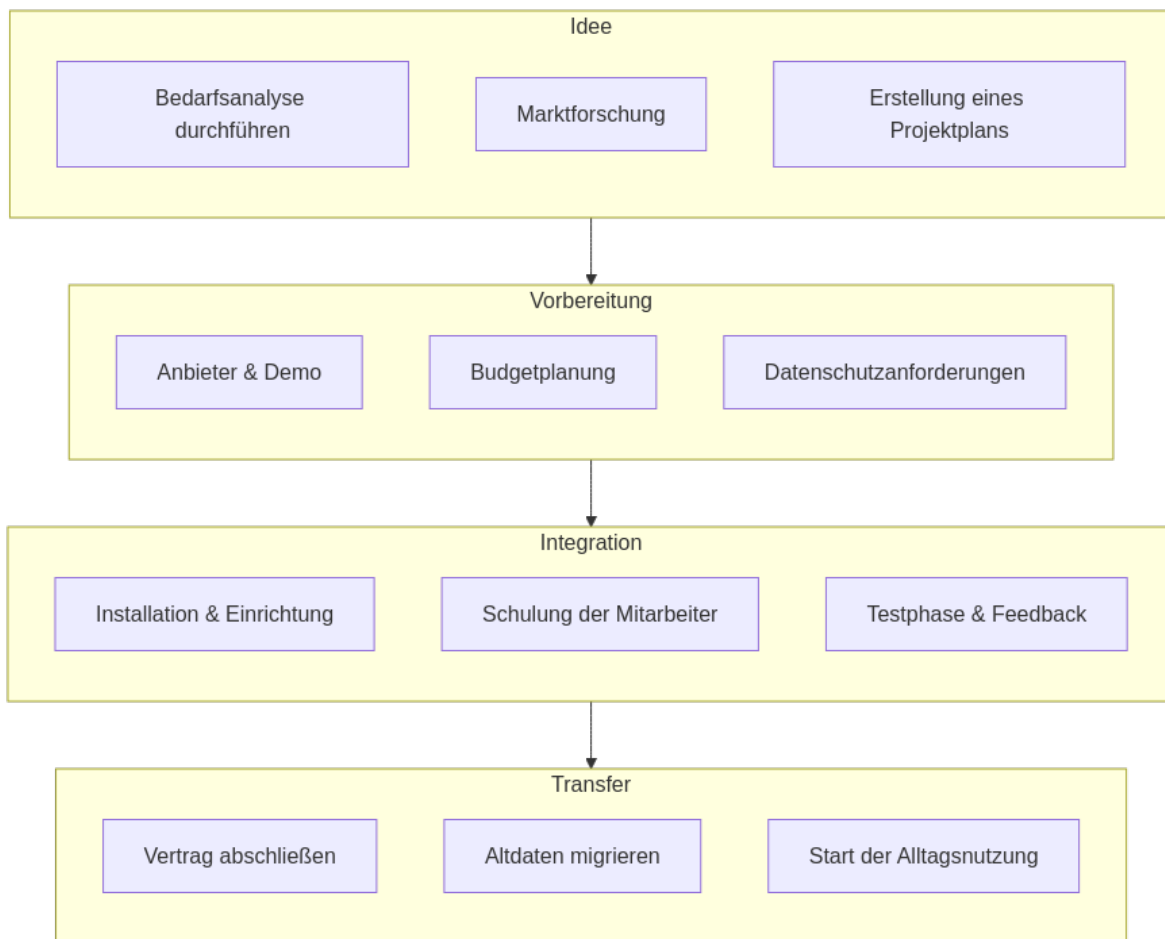 Idee
Bedarfsanalyse
durchführen
Marktforschung
Erstellung eines
Projektplans
Vorbereitung
Anbieter & Demo
Budgetplanung
Datenschutzanforderungen
Integration
Installation & Einrichtung
Schulung der Mitarbeiter
Testphase & Feedback
Transfer
Vertrag abschließen
Altdaten migrieren
Start der Alltagsnutzung